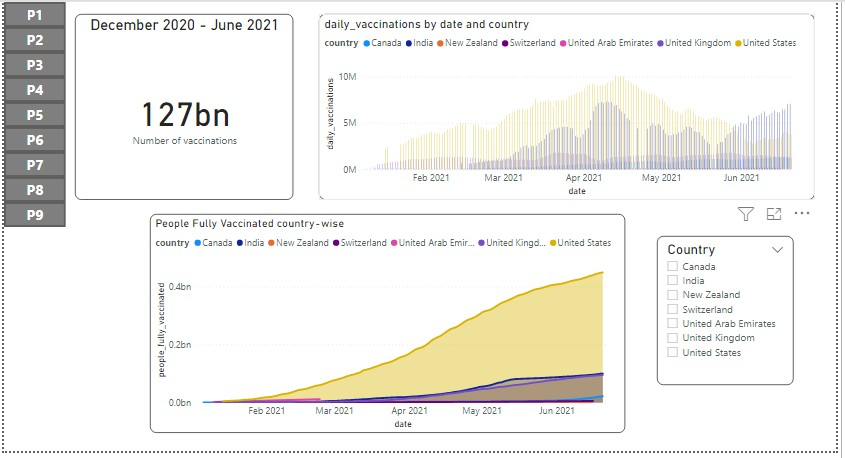 P1
P2
P3
P4
P5
P6
P7
P8
P9
December 2020 - June 2021
127bn
Number of vaccinations
daily_vaccinations by date and country
country Canada India New Zealand Switzerland United Arab Emirates United Kingdom United States
daily_vaccinations
10M
5M
0M
Feb 2021 Mar 2021 Apr 2021 May 2021 Jun 2021
date
People Fully Vaccinated country-wise
country Canada India New Zealand Switzerland United Arab Emir... United Kingd... United States
people_fully_vaccinated
0.4bn
0.2bn
0.0bn
Feb 2021 Mar 2021 Apr 2021 May 2021 Jun 2021
date
Country
Canada
India
New Zealand
Switzerland
United Arab Emirates
United Kingdom
United States